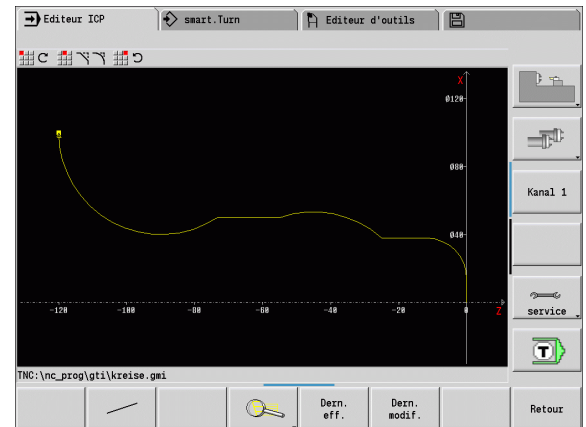 Editeur ICP
smart.Turn
Editeur d'outils
X
Ø120
Ø80
Kanal 1
Ø40
-120
-100
-80
-60
-40
-20
0
Z
service
T
TNC:\nc_prog\gti\kreise.gmi
Dern. eff.
Dern. modif.
Retour